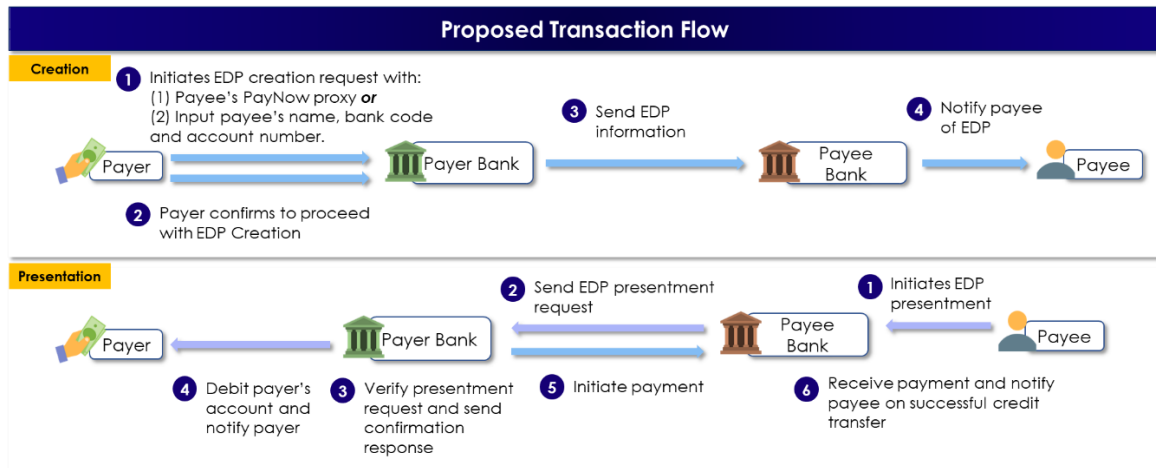 Proposed Transaction Flow
Creation
1 Initiates EDP creation request with:
(1) Payee's PayNow proxy or
(2) Input payee's name, bank code
and account number.
3 Send EDP
information
4 Notify payee
of EDP
Payer
Payer Bank
Payee
Bank
Payee
2 Payer confirms to proceed
with EDP Creation
Presentation
2 Send EDP presentment
request
1 Initiates EDP
presentment
Payer
Payer Bank
Payee
Bank
Payee
4 Debit payer's
account and
notify payer
3 Verify presentment
request and send
confirmation
response
5 Initiate payment
6 Receive payment and notify
payee on successful credit
transfer